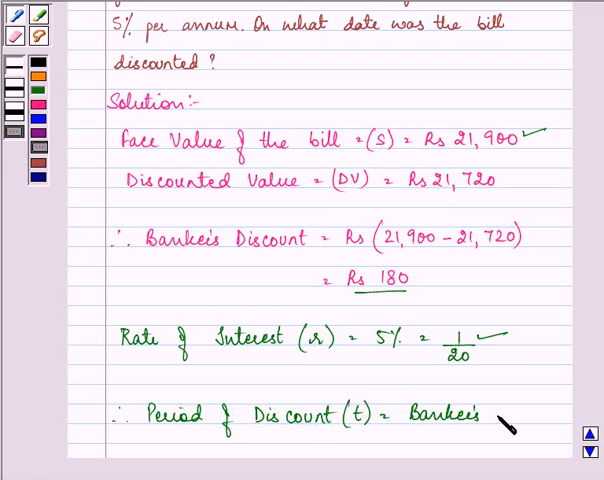 5% per annum. On what date was the bill
discounted ?
Solution:-
Face Value of the bill = (S) = Rs 21,900
Discounted Value = (DV) = Rs 21,720
∴ Banker's Discount = Rs (21,900 - 21,720)
= Rs 180
Rate of Interest (r) = 5% = 1/20
∴ Period of Discount (t) = Banker's